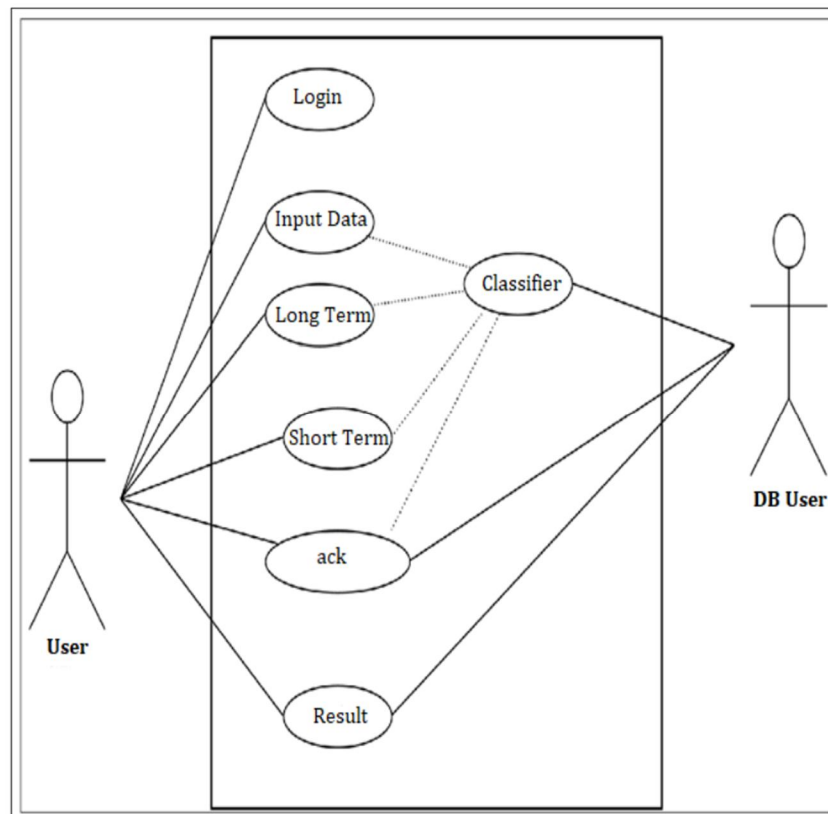 Login
Input Data
Classifier
Long Term
Short Term
DB User
ack
User
Result